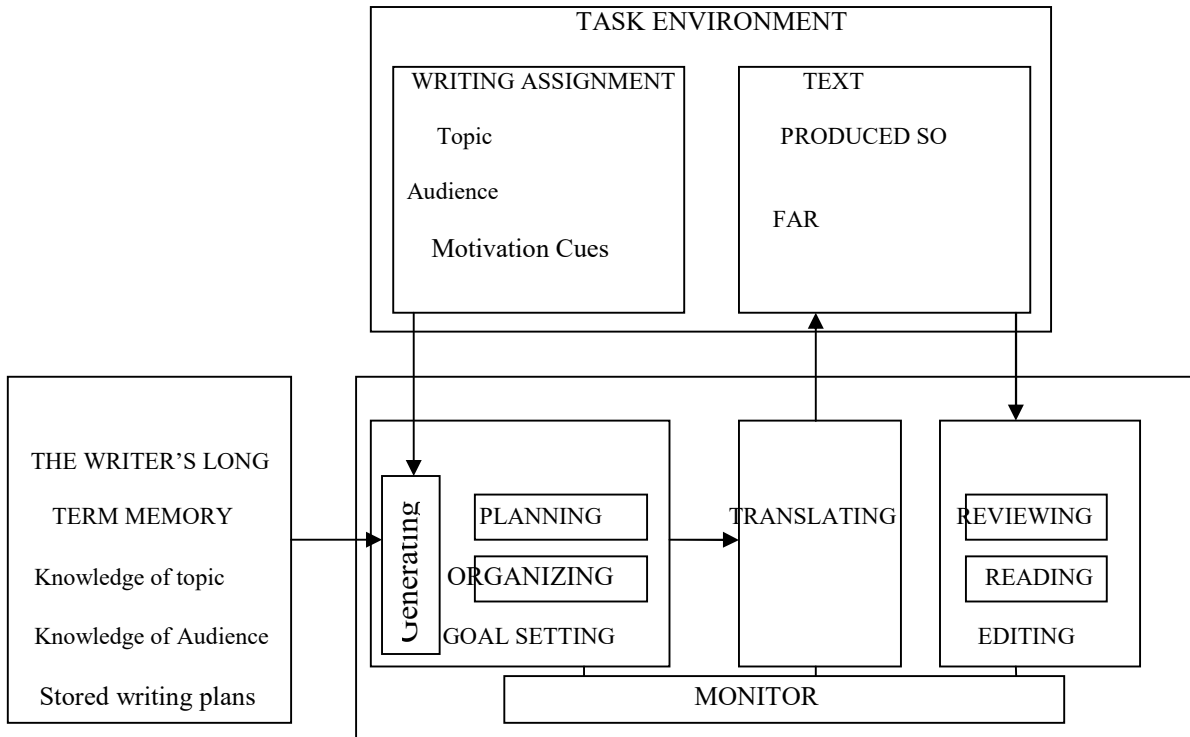 TASK ENVIRONMENT
WRITING ASSIGNMENT
Topic
Audience
Motivation Cues
TEXT
PRODUCED SO
FAR
THE WRITER’S LONG
TERM MEMORY
Knowledge of topic
Knowledge of Audience
Stored writing plans
Generating
PLANNING
ORGANIZING
GOAL SETTING
TRANSLATING
REVIEWING
READING
EDITING
MONITOR